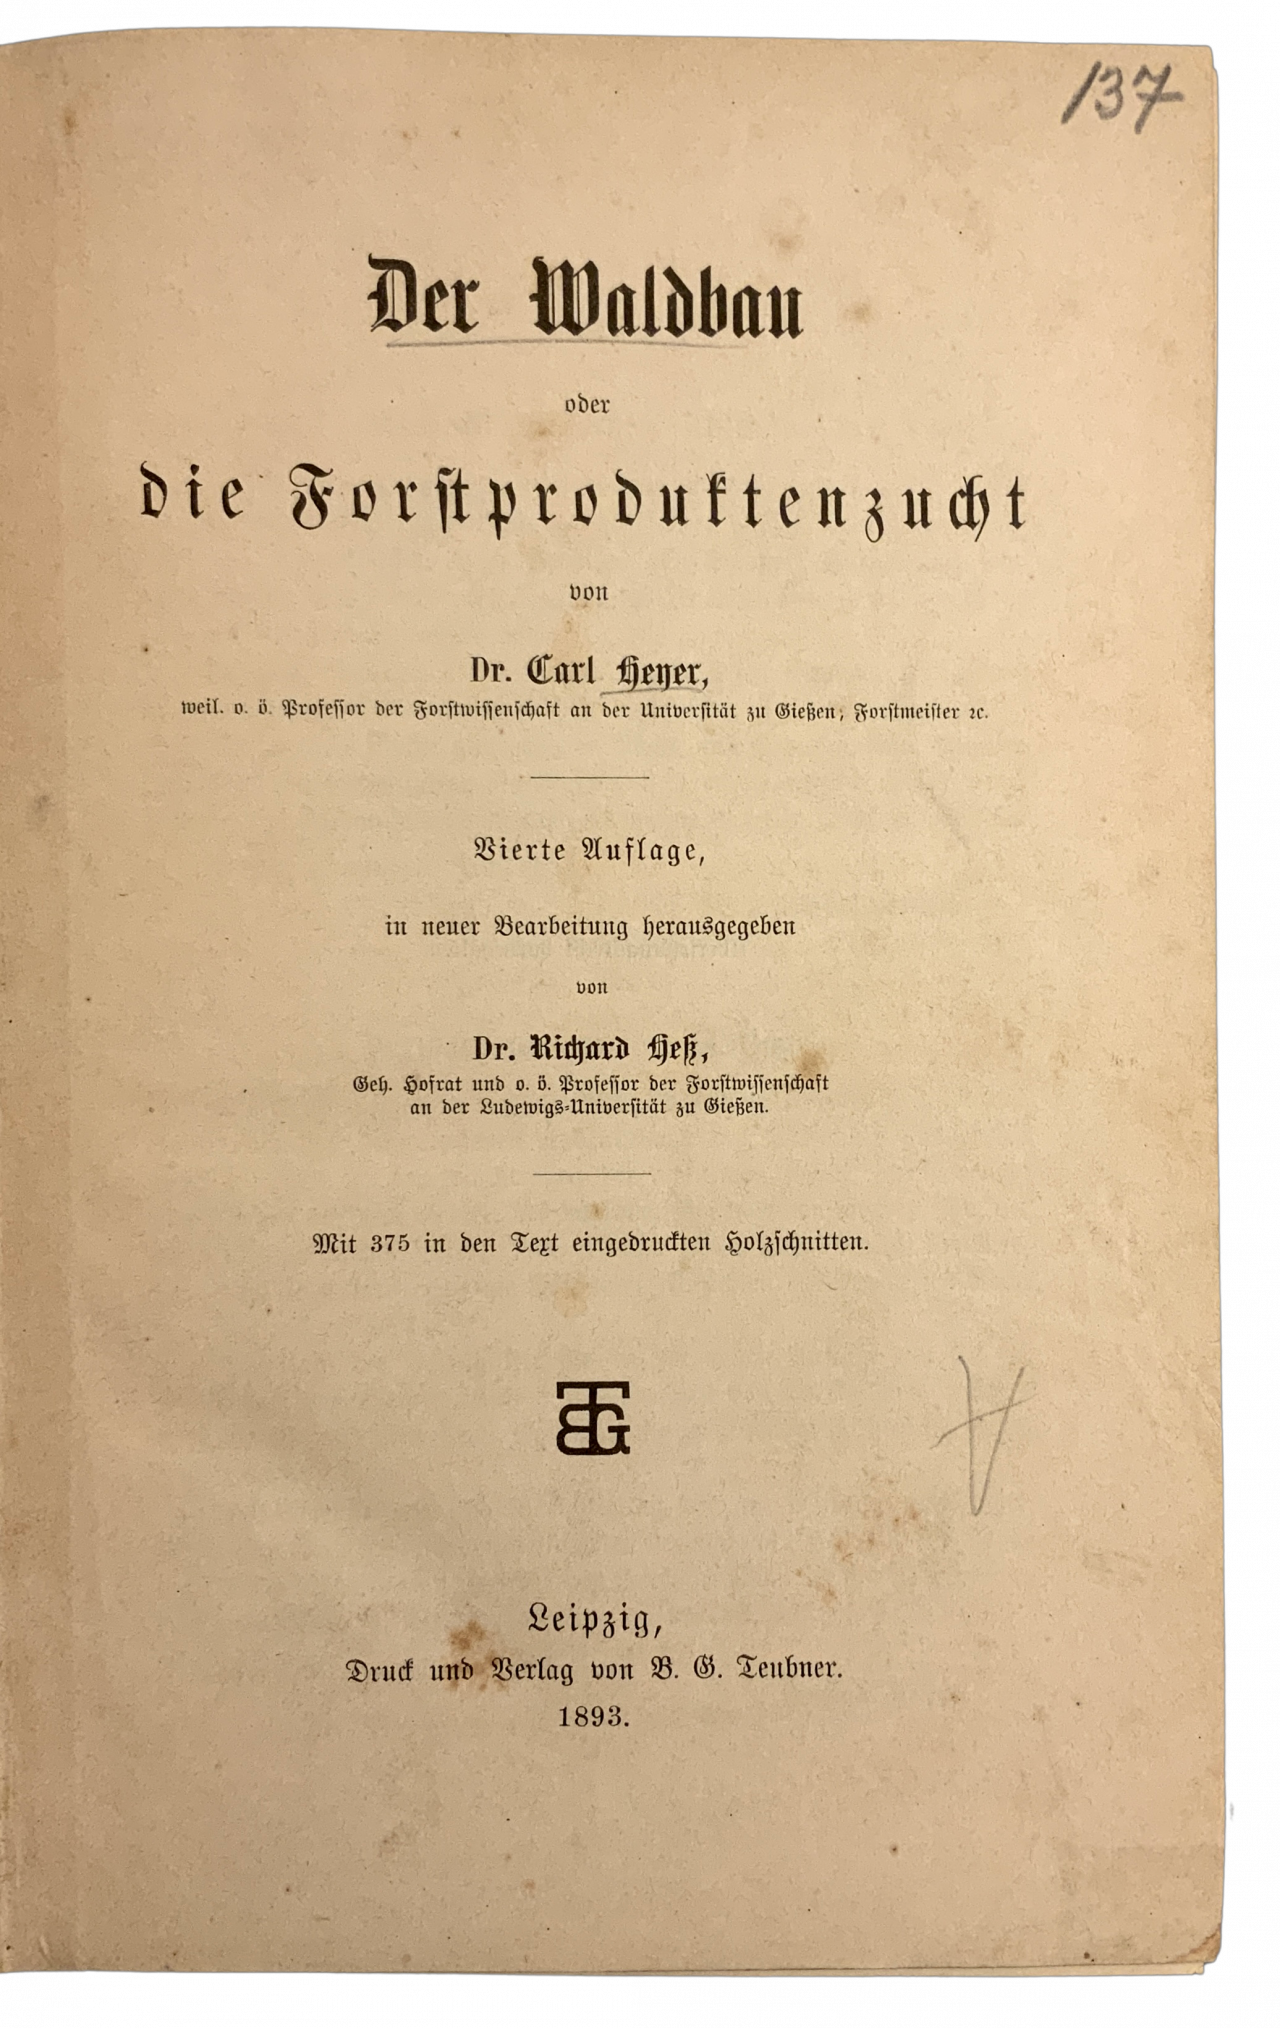 137
Der Waldbau
oder
die Forstproduktenzucht
von
Dr. Carl Heyer,
weil. o. ö. Professor der Forstwissenschaft an der Universität zu Gießen, Forstmeister ꝛc.
Vierte Auflage,
in neuer Bearbeitung herausgegeben
von
Dr. Richard Heß,
Geh. Hofrat und o. ö. Professor der Forstwissenschaft
an der Ludewigs-Universität zu Gießen.
Mit 375 in den Text eingedruckten Holzschnitten.
BTG
Leipzig,
Druck und Verlag von B. G. Teubner.
1893.